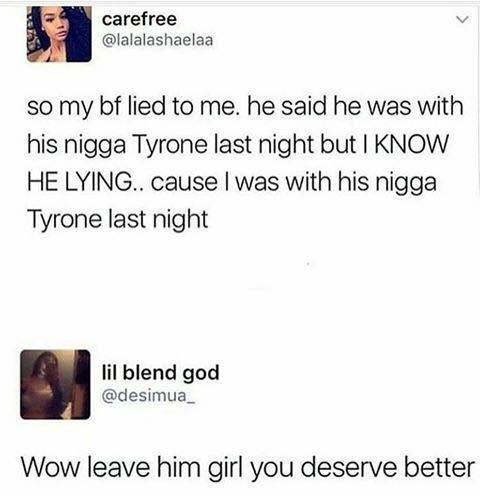 carefree
@lalalashaelaa
so my bf lied to me. he said he was with
his nigga Tyrone last night but I KNOW
HE LYING.. cause I was with his nigga
Tyrone last night
lil blend god
@desimua_
Wow leave him girl you deserve better